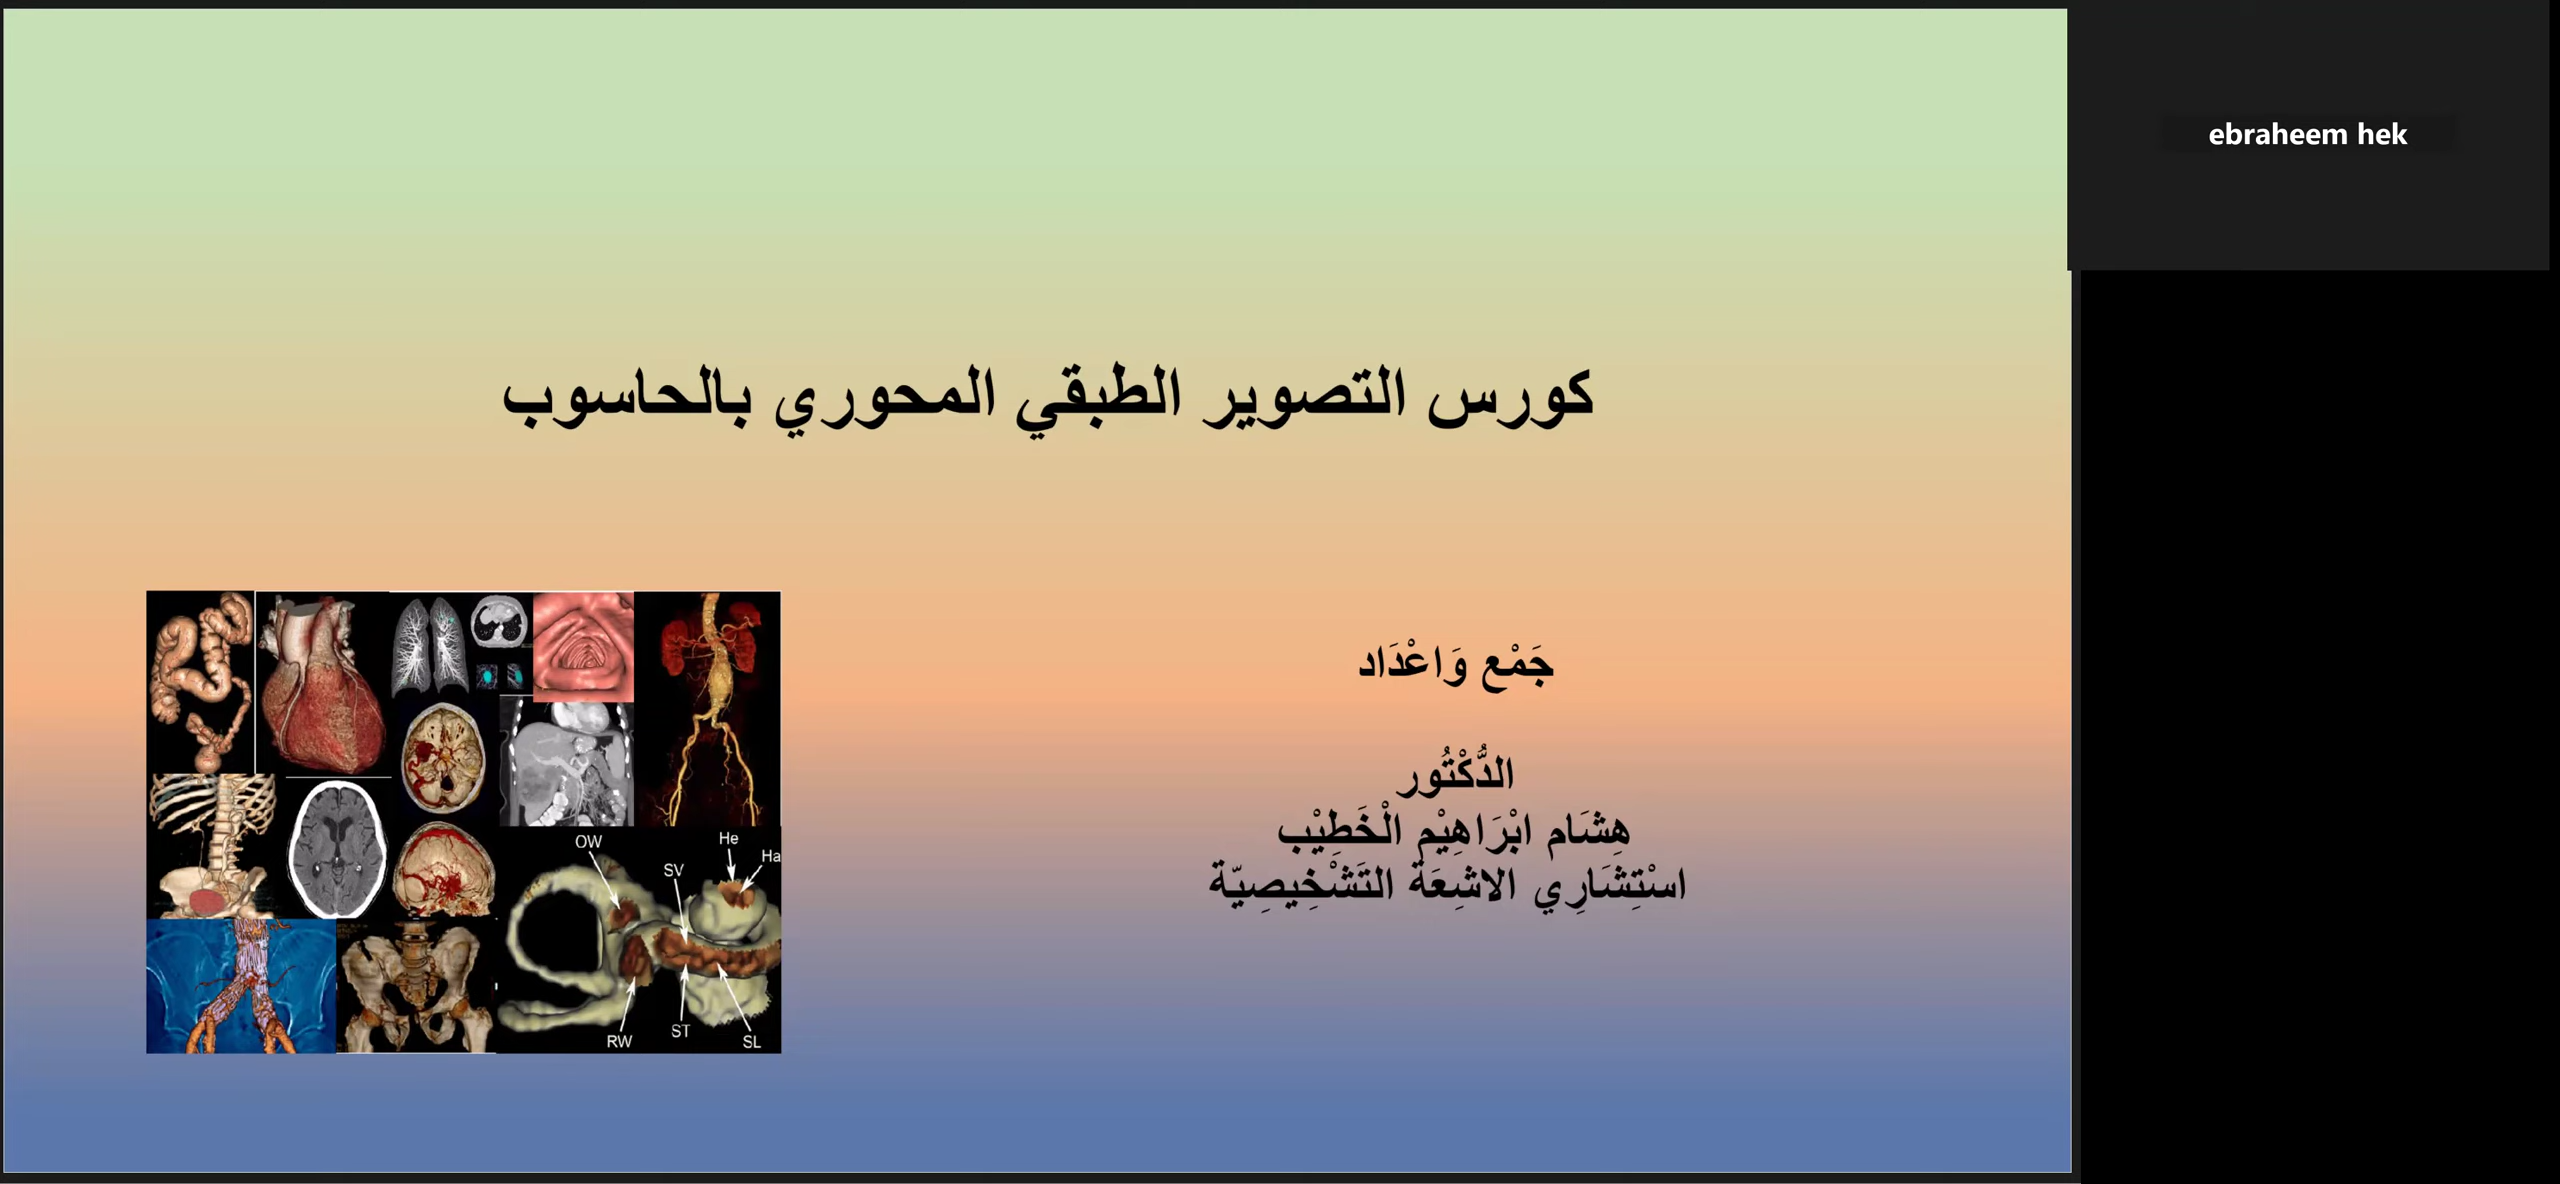 ebraheem hek
كورس التصوير الطبقي المحوري بالحاسوب
جَمْع وَاعْدَاد
الدُّكْتُور
هِشَام ابْرَاهِيْم الْخَطِيْب
اسْتِشَارِي الاشِعَة التَشْخِيصِيّة
OW
He
Ha
SV
RW
ST
SL